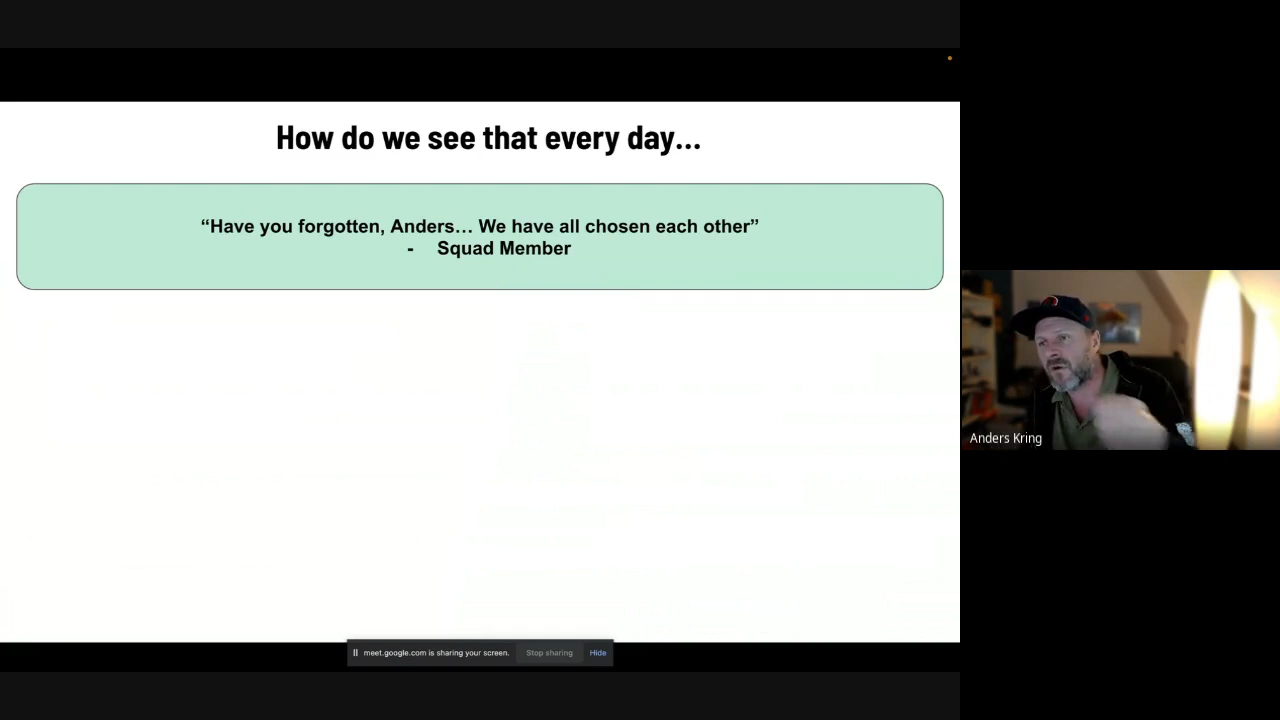 How do we see that every day...
“Have you forgotten, Anders... We have all chosen each other”
- Squad Member
Anders Kring
meet.google.com is sharing your screen. Stop sharing Hide